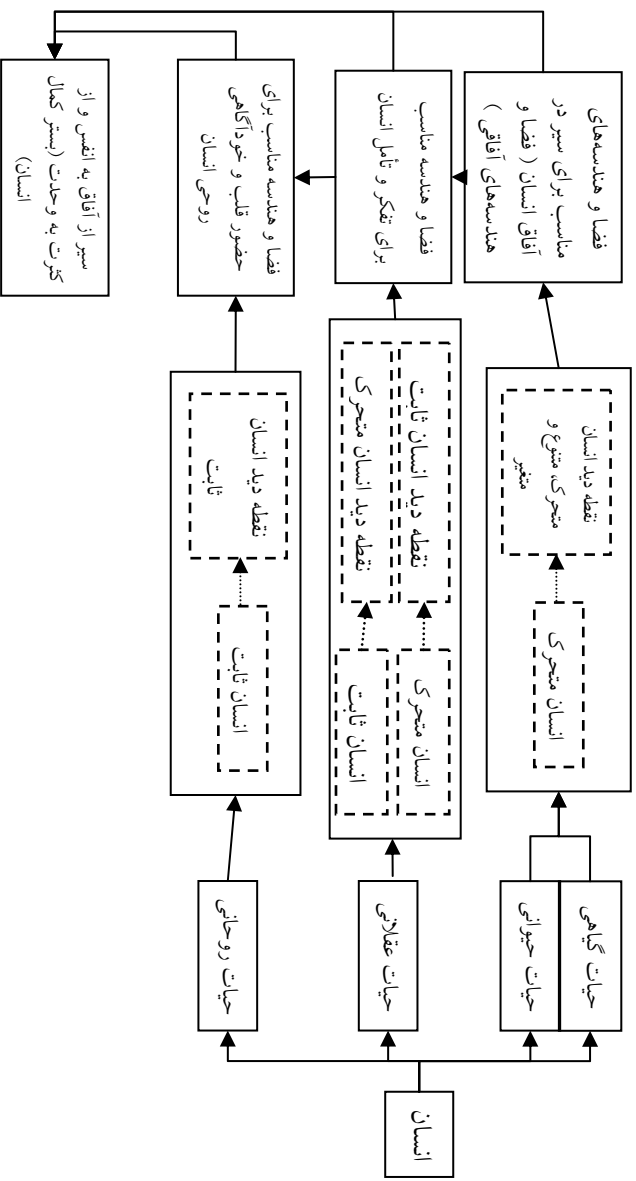 انسان
حیات گیاهی
حیات حیوانی
حیات عقلانی
حیات روحانی
انسان متحرک
نقطه دید انسان
متحرک، متنوع و
متغیر
انسان متحرک
انسان ثابت
نقطه دید انسان ثابت
نقطه دید انسان متحرک
انسان ثابت
نقطه دید انسان
ثابت
فضا و هندسه‌های
مناسب برای سیر در
آفاق انسان ( فضا و
هندسه‌های آفاقی )
فضا و هندسه مناسب
برای تفکر و تأمل انسان
فضا و هندسه مناسب برای
حضور قلب و خودآگاهی
روحی انسان
سیر از آفاق به انفس و از
کثرت به وحدت (بستر کمال
انسان)